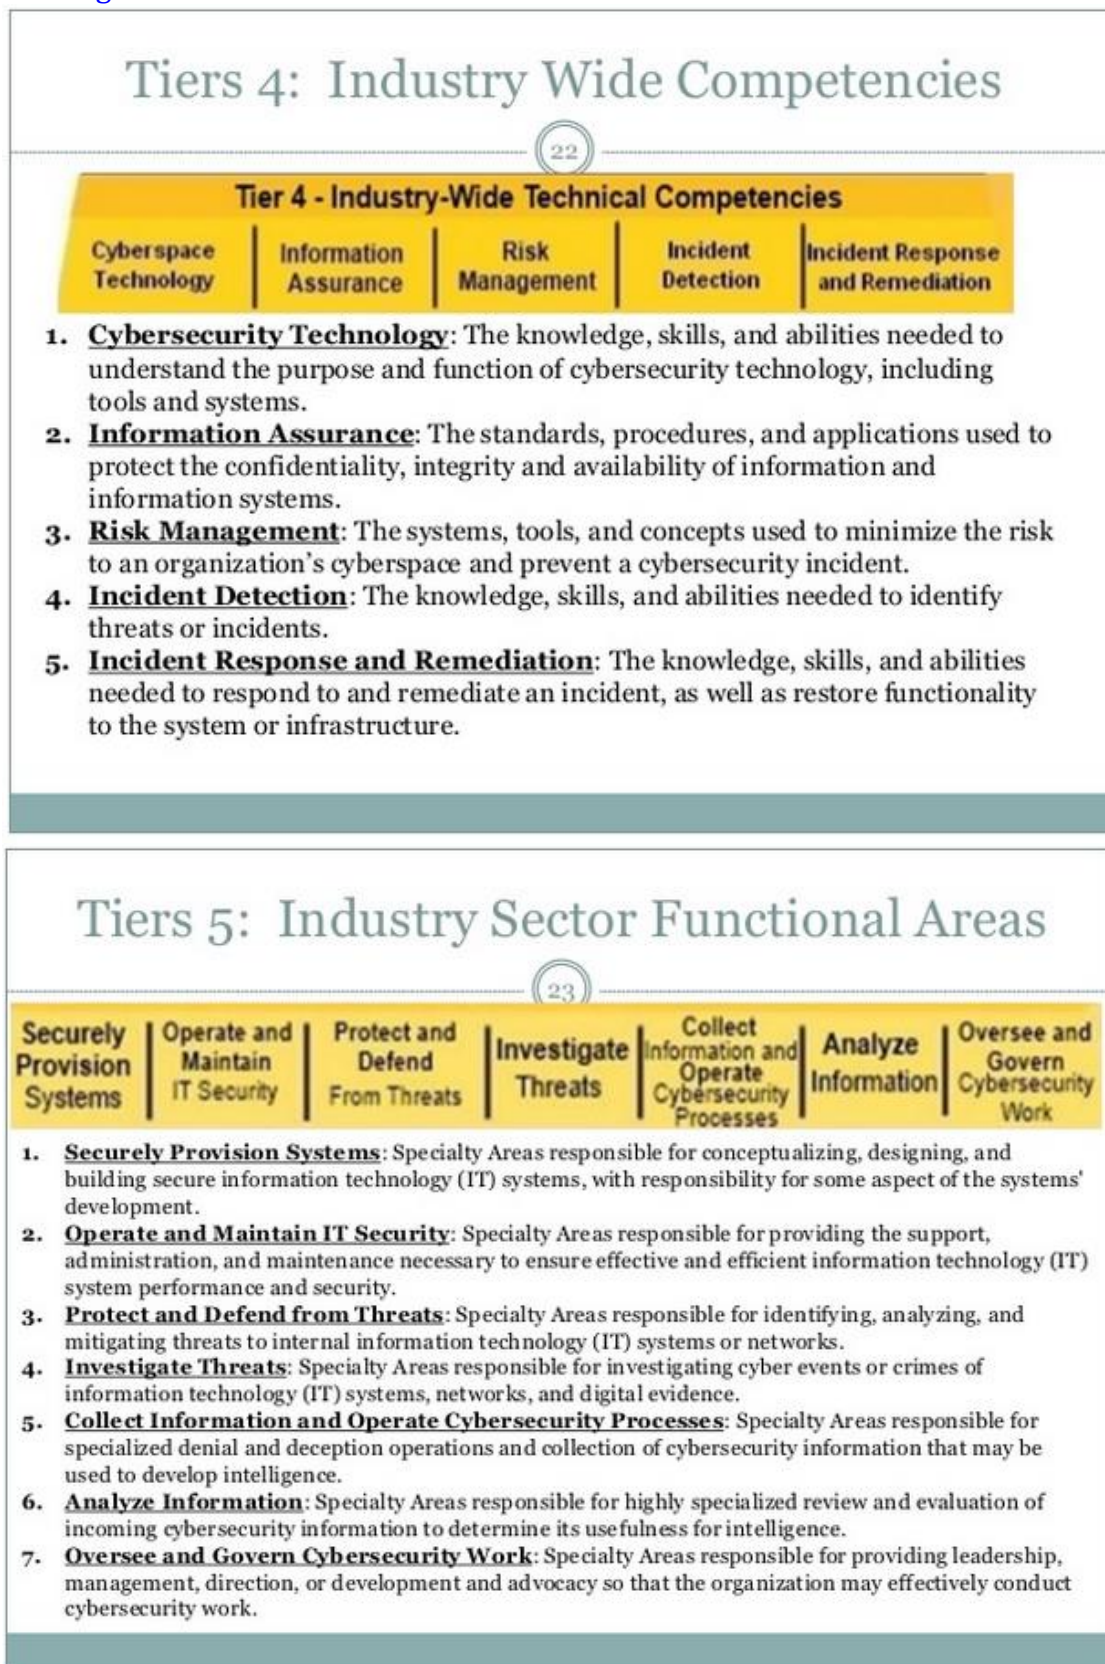 Tiers 4: Industry Wide Competencies
22
Tier 4 - Industry-Wide Technical Competencies
Cyberspace
Technology
Information
Assurance
Risk
Management
Incident
Detection
Incident Response
and Remediation
1. Cybersecurity Technology: The knowledge, skills, and abilities needed to
understand the purpose and function of cybersecurity technology, including
tools and systems.
2. Information Assurance: The standards, procedures, and applications used to
protect the confidentiality, integrity and availability of information and
information systems.
3. Risk Management: The systems, tools, and concepts used to minimize the risk
to an organization's cyberspace and prevent a cybersecurity incident.
4. Incident Detection: The knowledge, skills, and abilities needed to identify
threats or incidents.
5. Incident Response and Remediation: The knowledge, skills, and abilities
needed to respond to and remediate an incident, as well as restore functionality
to the system or infrastructure.
Tiers 5: Industry Sector Functional Areas
23
Securely
Provision
Systems
Operate and
Maintain
IT Security
Protect and
Defend
From Threats
Investigate
Threats
Collect
Information and
Operate
Cybersecurity
Processes
Analyze
Information
Oversee and
Govern
Cybersecurity
Work
1. Securely Provision Systems: Specialty Areas responsible for conceptualizing, designing, and
building secure information technology (IT) systems, with responsibility for some aspect of the systems'
development.
2. Operate and Maintain IT Security: Specialty Areas responsible for providing the support,
administration, and maintenance necessary to ensure effective and efficient information technology (IT)
system performance and security.
3. Protect and Defend from Threats: Specialty Areas responsible for identifying, analyzing, and
mitigating threats to internal information technology (IT) systems or networks.
4. Investigate Threats: Specialty Areas responsible for investigating cyber events or crimes of
information technology (IT) systems, networks, and digital evidence.
5. Collect Information and Operate Cybersecurity Processes: Specialty Areas responsible for
specialized denial and deception operations and collection of cybersecurity information that may be
used to develop intelligence.
6. Analyze Information: Specialty Areas responsible for highly specialized review and evaluation of
incoming cybersecurity information to determine its usefulness for intelligence.
7. Oversee and Govern Cybersecurity Work: Specialty Areas responsible for providing leadership,
management, direction, or development and advocacy so that the organization may effectively conduct
cybersecurity work.